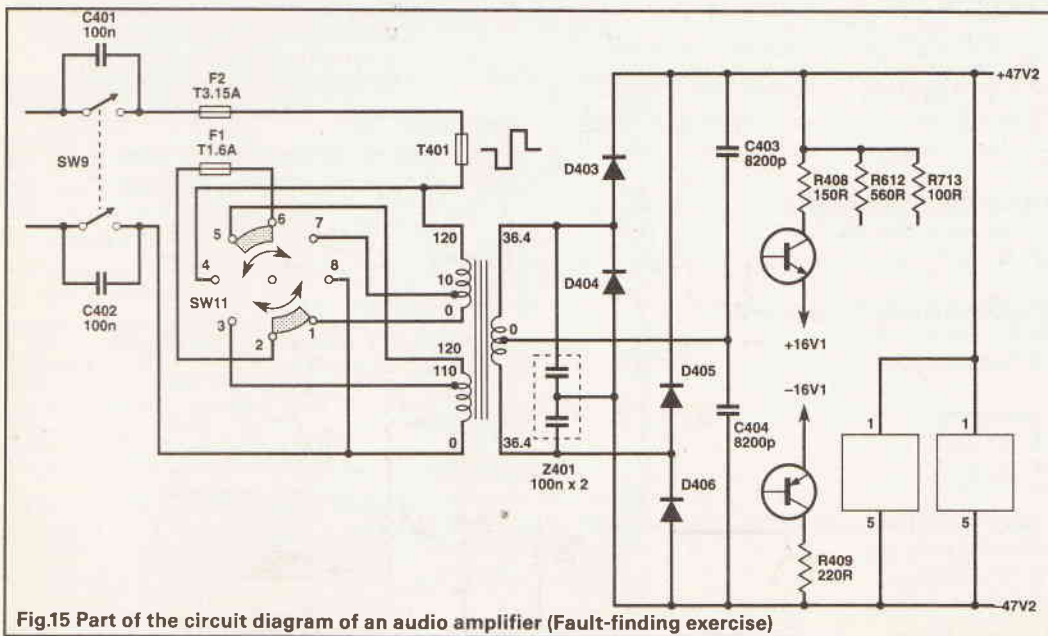 C401
100n
F2
T3.15A
F1
T1.6A
SW9
C402
100n
T401
5
6
7
4
8
SW11
3
2
1
120
10
0
120
110
0
36.4
0
36.4
Z401
100n x 2
D403
D404
D405
D406
C403
8200p
C404
8200p
+47V2
R408
150R
R612
560R
R713
100R
+16V1
–16V1
1
5
1
5
R409
220R
–47V2
Fig.15 Part of the circuit diagram of an audio amplifier (Fault-finding exercise)